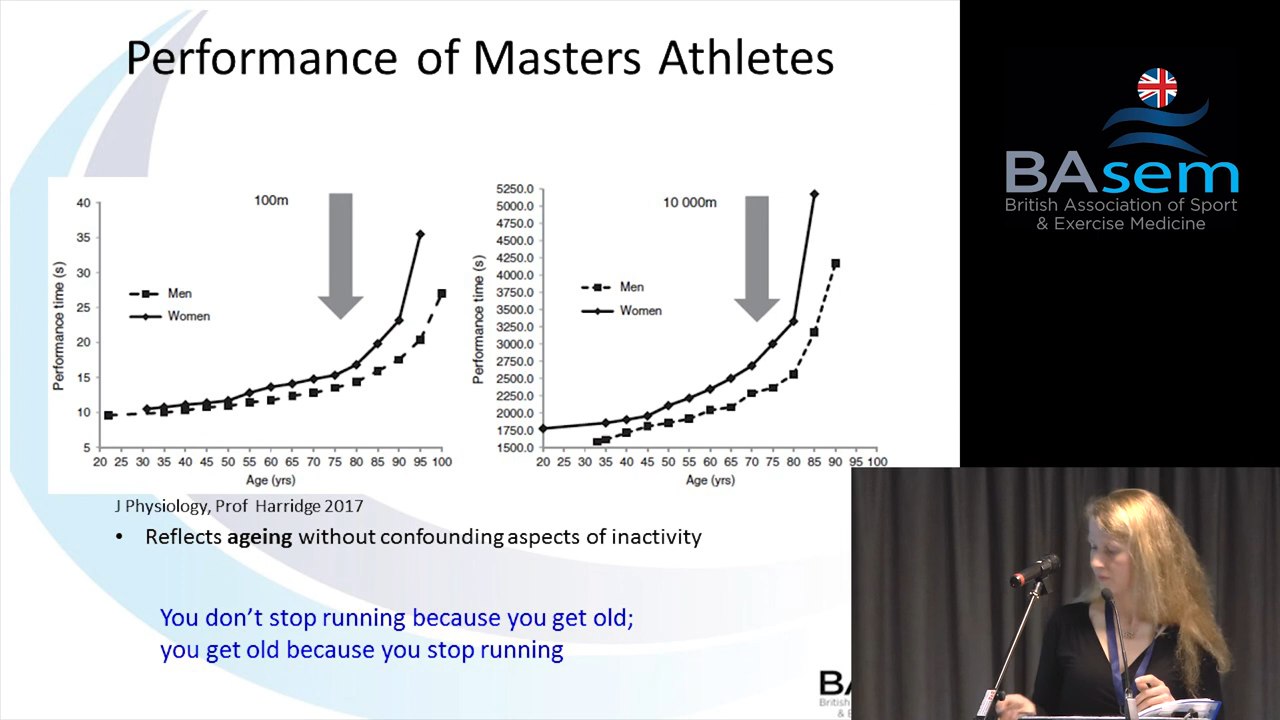 Performance of Masters Athletes
40
35
30
25
20
15
10
5
Performance time (s)
100m
Men
Women
20 25 30 35 40 45 50 55 60 65 70 75 80 85 90 95 100
Age (yrs)
5250.0
5000.0
4750.0
4500.0
4250.0
4000.0
3750.0
3500.0
3250.0
3000.0
2750.0
2500.0
2250.0
2000.0
1750.0
1500.0
Performance time (s)
10 000m
Men
Women
20 25 30 35 40 45 50 55 60 65 70 75 80 85 90 95 100
Age (yrs)
J Physiology, Prof Harridge 2017
• Reflects ageing without confounding aspects of inactivity
You don’t stop running because you get old;
you get old because you stop running
BA
British
& E
BAsem
British Association of Sport
& Exercise Medicine